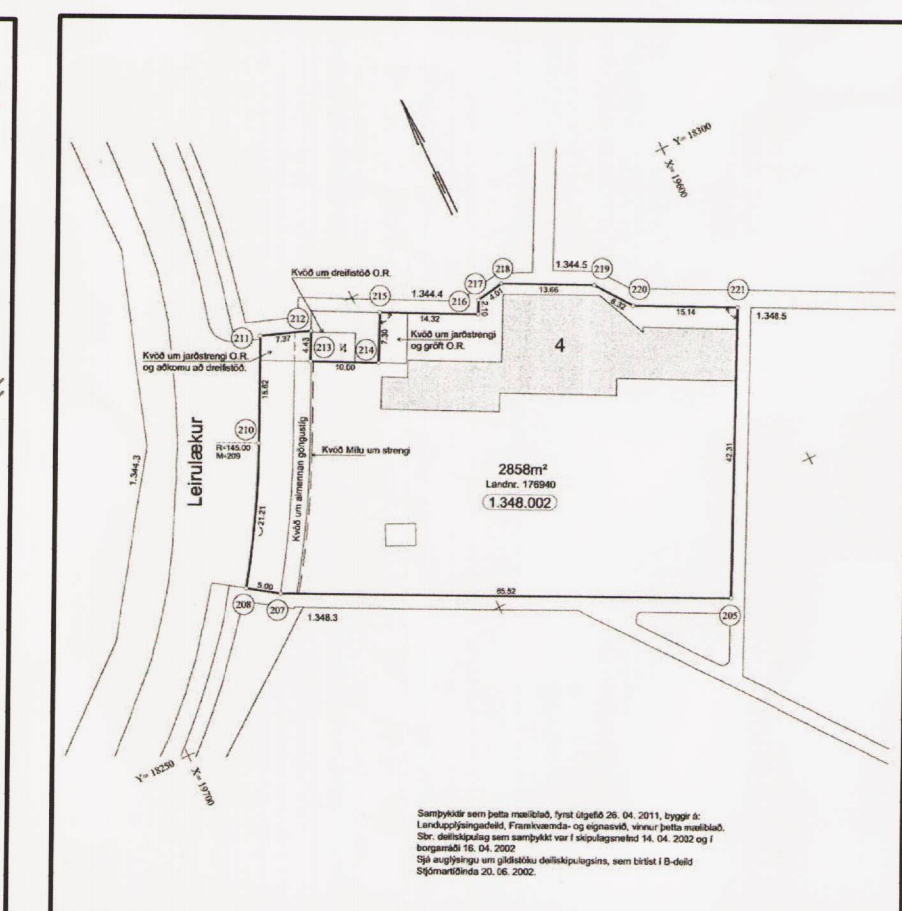 Y= 18300
X= 19600
Kvöð um dreifistöð O.R.
217
218
1.344.5
219
220
221
215
1.344.4
216
4.01
13.66
6.32
15.14
1.348.5
212
14.32
2.10
211
7.37
4.43
213
214
7.30
Kvöð um jarðstrengi
og gröft O.R.
4
Kvöð um jarðstrengi O.R.
og aðkomu að dreifistöð.
10.00
18.62
Leirulækur
210
R=145.00
M=209
1.344.3
Kvöð um almennan göngustíg
Kvöð Mílu um strengi
42.31
2858m²
Landnr. 176940
1.348.002
21.21
5.00
208
207
65.52
205
1.348.3
Y= 18250
X= 19700
Samþykktir sem þetta mæliblað, fyrst útgefið 26. 04. 2011, byggir á:
Landupplýsingadeild, Framkvæmda- og eignasvið, vinnur þetta mæliblað.
Sbr. deiliskipulag sem samþykkt var í skipulagsnefnd 14. 04. 2002 og í
borgarráði 16. 04. 2002
Sjá auglýsingu um gildistöku deiliskipulagsins, sem birtist í B-deild
Stjórnartíðinda 20. 06. 2002.